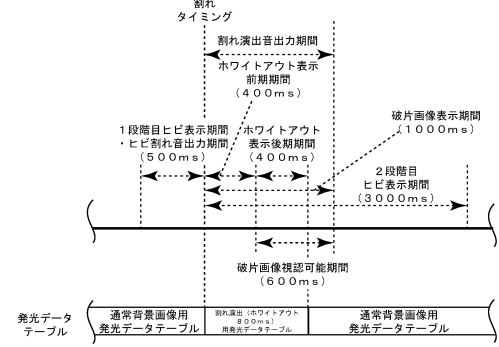 割れ
タイミング
割れ演出音出力期間
ホワイトアウト表示
前期期間
（４００ｍｓ）
破片画像表示期間
（１０００ｍｓ）
１段階目ヒビ表示期間
・ヒビ割れ音出力期間
（５００ｍｓ）
ホワイトアウト
表示後期期間
（４００ｍｓ）
２段階目
ヒビ表示期間
（３０００ｍｓ）
破片画像視認可能期間
（６００ｍｓ）
発光データ
テーブル
通常背景画像用
発光データテーブル
割れ演出（ホワイトアウト
８００ｍｓ）
用発光データテーブル
通常背景画像用
発光データテーブル